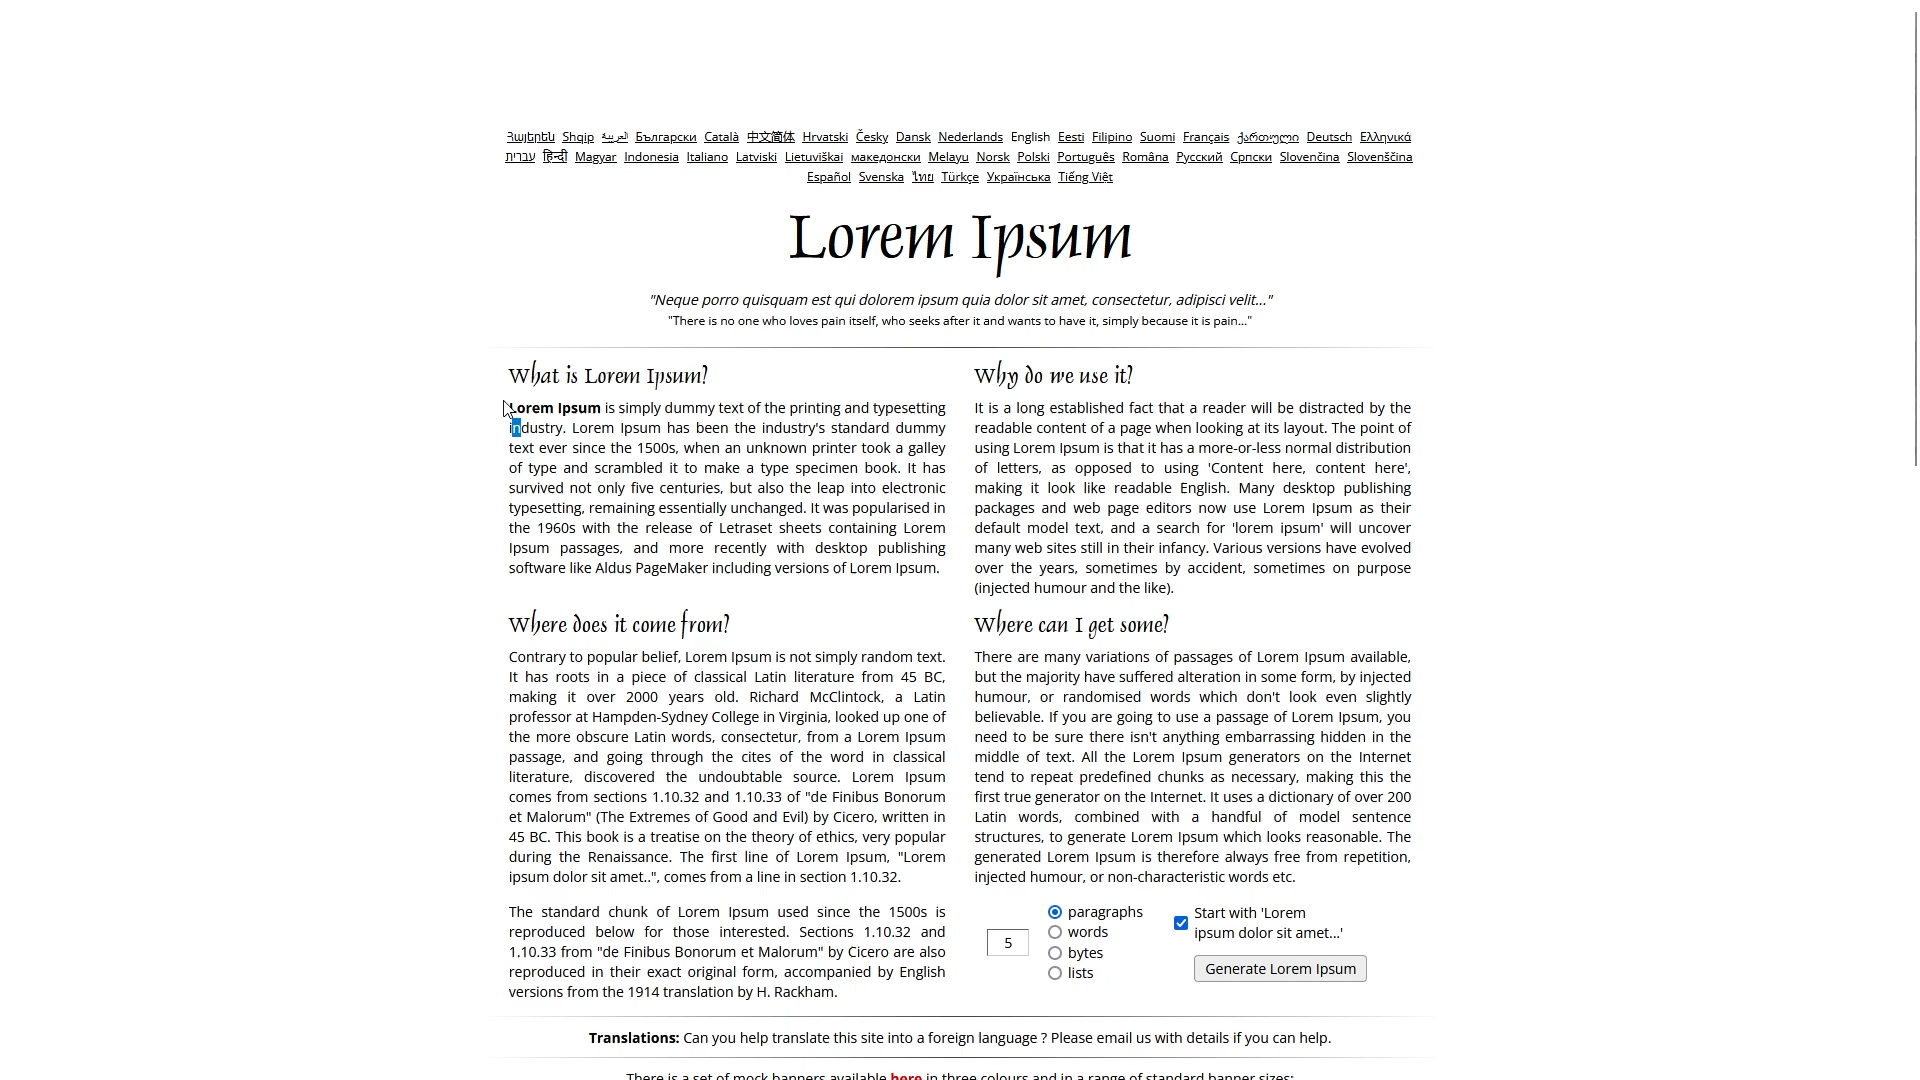 Հայերեն Shqip العربية Български Català 中文简体 Hrvatski Česky Dansk Nederlands English Eesti Filipino Suomi Français ქართული Deutsch Ελληνικά
עברית हिन्दी Magyar Indonesia Italiano Latviski Lietuviškai македонски Melayu Norsk Polski Português Româna Pyccкий Српски Slovenčina Slovenščina
Español Svenska ไทย Türkçe Українська Tiếng Việt
Lorem Ipsum
"Neque porro quisquam est qui dolorem ipsum quia dolor sit amet, consectetur, adipisci velit..."
"There is no one who loves pain itself, who seeks after it and wants to have it, simply because it is pain..."
What is Lorem Ipsum?
Lorem Ipsum is simply dummy text of the printing and typesetting
industry. Lorem Ipsum has been the industry's standard dummy
text ever since the 1500s, when an unknown printer took a galley
of type and scrambled it to make a type specimen book. It has
survived not only five centuries, but also the leap into electronic
typesetting, remaining essentially unchanged. It was popularised in
the 1960s with the release of Letraset sheets containing Lorem
Ipsum passages, and more recently with desktop publishing
software like Aldus PageMaker including versions of Lorem Ipsum.
Why do we use it?
It is a long established fact that a reader will be distracted by the
readable content of a page when looking at its layout. The point of
using Lorem Ipsum is that it has a more-or-less normal distribution
of letters, as opposed to using 'Content here, content here',
making it look like readable English. Many desktop publishing
packages and web page editors now use Lorem Ipsum as their
default model text, and a search for 'lorem ipsum' will uncover
many web sites still in their infancy. Various versions have evolved
over the years, sometimes by accident, sometimes on purpose
(injected humour and the like).
Where does it come from?
Contrary to popular belief, Lorem Ipsum is not simply random text.
It has roots in a piece of classical Latin literature from 45 BC,
making it over 2000 years old. Richard McClintock, a Latin
professor at Hampden-Sydney College in Virginia, looked up one of
the more obscure Latin words, consectetur, from a Lorem Ipsum
passage, and going through the cites of the word in classical
literature, discovered the undoubtable source. Lorem Ipsum
comes from sections 1.10.32 and 1.10.33 of "de Finibus Bonorum
et Malorum" (The Extremes of Good and Evil) by Cicero, written in
45 BC. This book is a treatise on the theory of ethics, very popular
during the Renaissance. The first line of Lorem Ipsum, "Lorem
ipsum dolor sit amet..", comes from a line in section 1.10.32.
The standard chunk of Lorem Ipsum used since the 1500s is
reproduced below for those interested. Sections 1.10.32 and
1.10.33 from "de Finibus Bonorum et Malorum" by Cicero are also
reproduced in their exact original form, accompanied by English
versions from the 1914 translation by H. Rackham.
Where can I get some?
There are many variations of passages of Lorem Ipsum available,
but the majority have suffered alteration in some form, by injected
humour, or randomised words which don't look even slightly
believable. If you are going to use a passage of Lorem Ipsum, you
need to be sure there isn't anything embarrassing hidden in the
middle of text. All the Lorem Ipsum generators on the Internet
tend to repeat predefined chunks as necessary, making this the
first true generator on the Internet. It uses a dictionary of over 200
Latin words, combined with a handful of model sentence
structures, to generate Lorem Ipsum which looks reasonable. The
generated Lorem Ipsum is therefore always free from repetition,
injected humour, or non-characteristic words etc.
5
paragraphs
words
bytes
lists
Start with 'Lorem
ipsum dolor sit amet...'
Generate Lorem Ipsum
Translations: Can you help translate this site into a foreign language ? Please email us with details if you can help.
There is a set of mock banners available here in three colours and in a range of standard banner sizes: